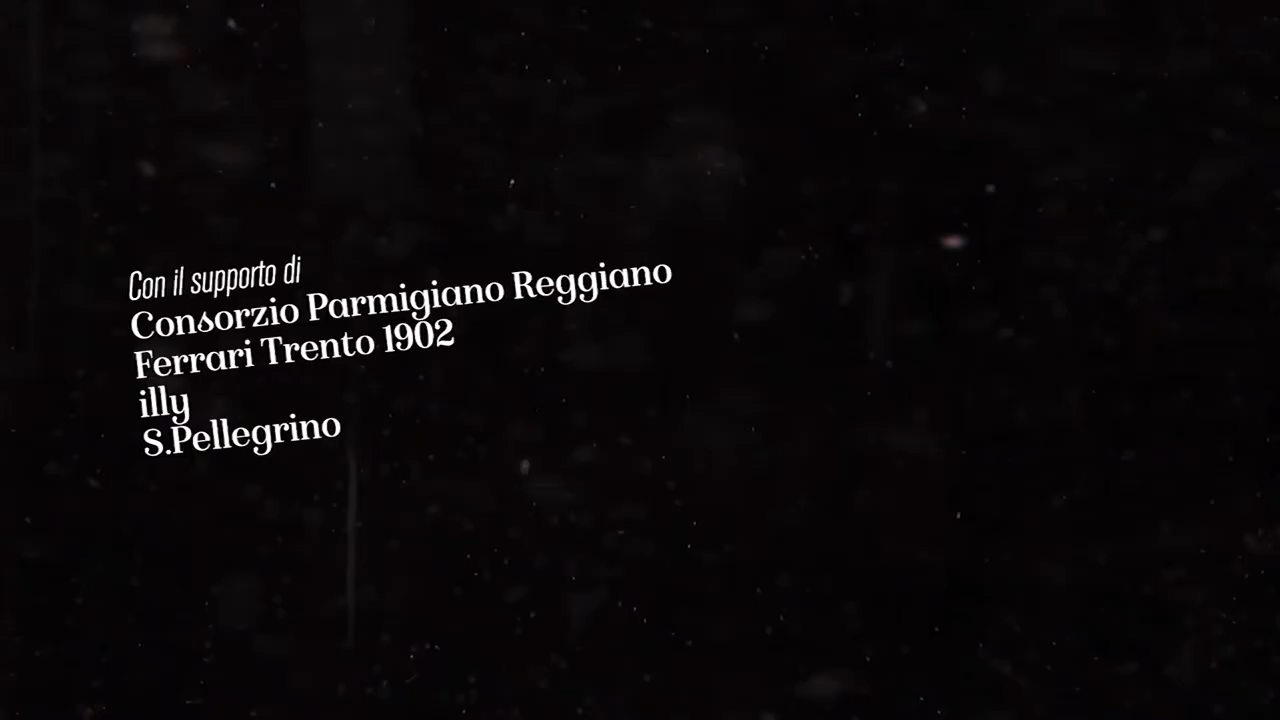 Con il supporto di
Consorzio Parmigiano Reggiano
Ferrari Trento 1902
illy
S.Pellegrino